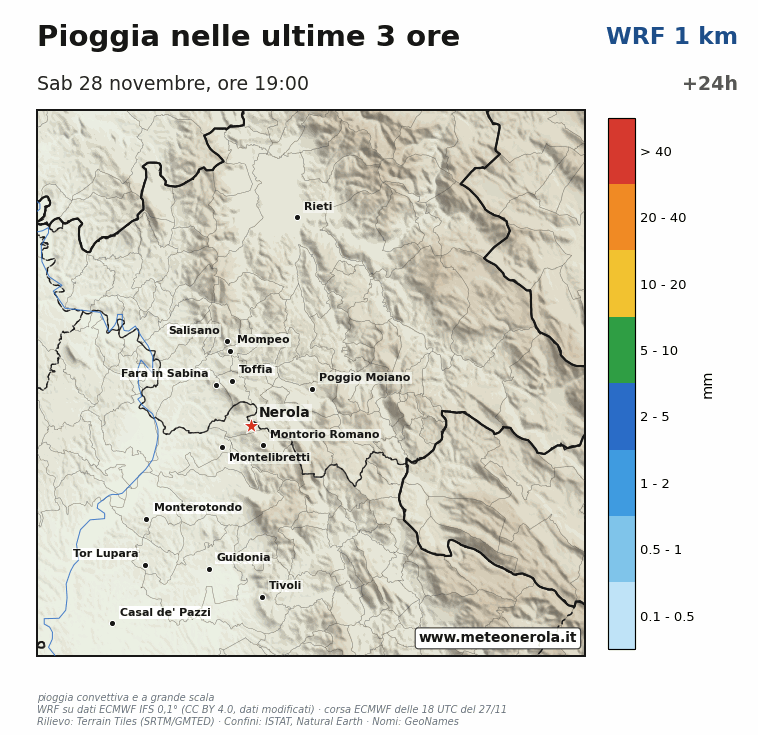 Pioggia nelle ultime 3 ore
WRF 1 km
Sab 28 novembre, ore 19:00
+24h
> 40
20 - 40
10 - 20
5 - 10
2 - 5
1 - 2
0.5 - 1
0.1 - 0.5
mm
Rieti
Salisano
Mompeo
Toffia
Fara in Sabina
Poggio Moiano
Nerola
Montorio Romano
Montelibretti
Monterotondo
Tor Lupara
Guidonia
Tivoli
Casal de' Pazzi
www.meteonerola.it
pioggia convettiva e a grande scala
WRF su dati ECMWF IFS 0,1° (CC BY 4.0, dati modificati) · corsa ECMWF delle 18 UTC del 27/11
Rilievo: Terrain Tiles (SRTM/GMTED) · Confini: ISTAT, Natural Earth · Nomi: GeoNames